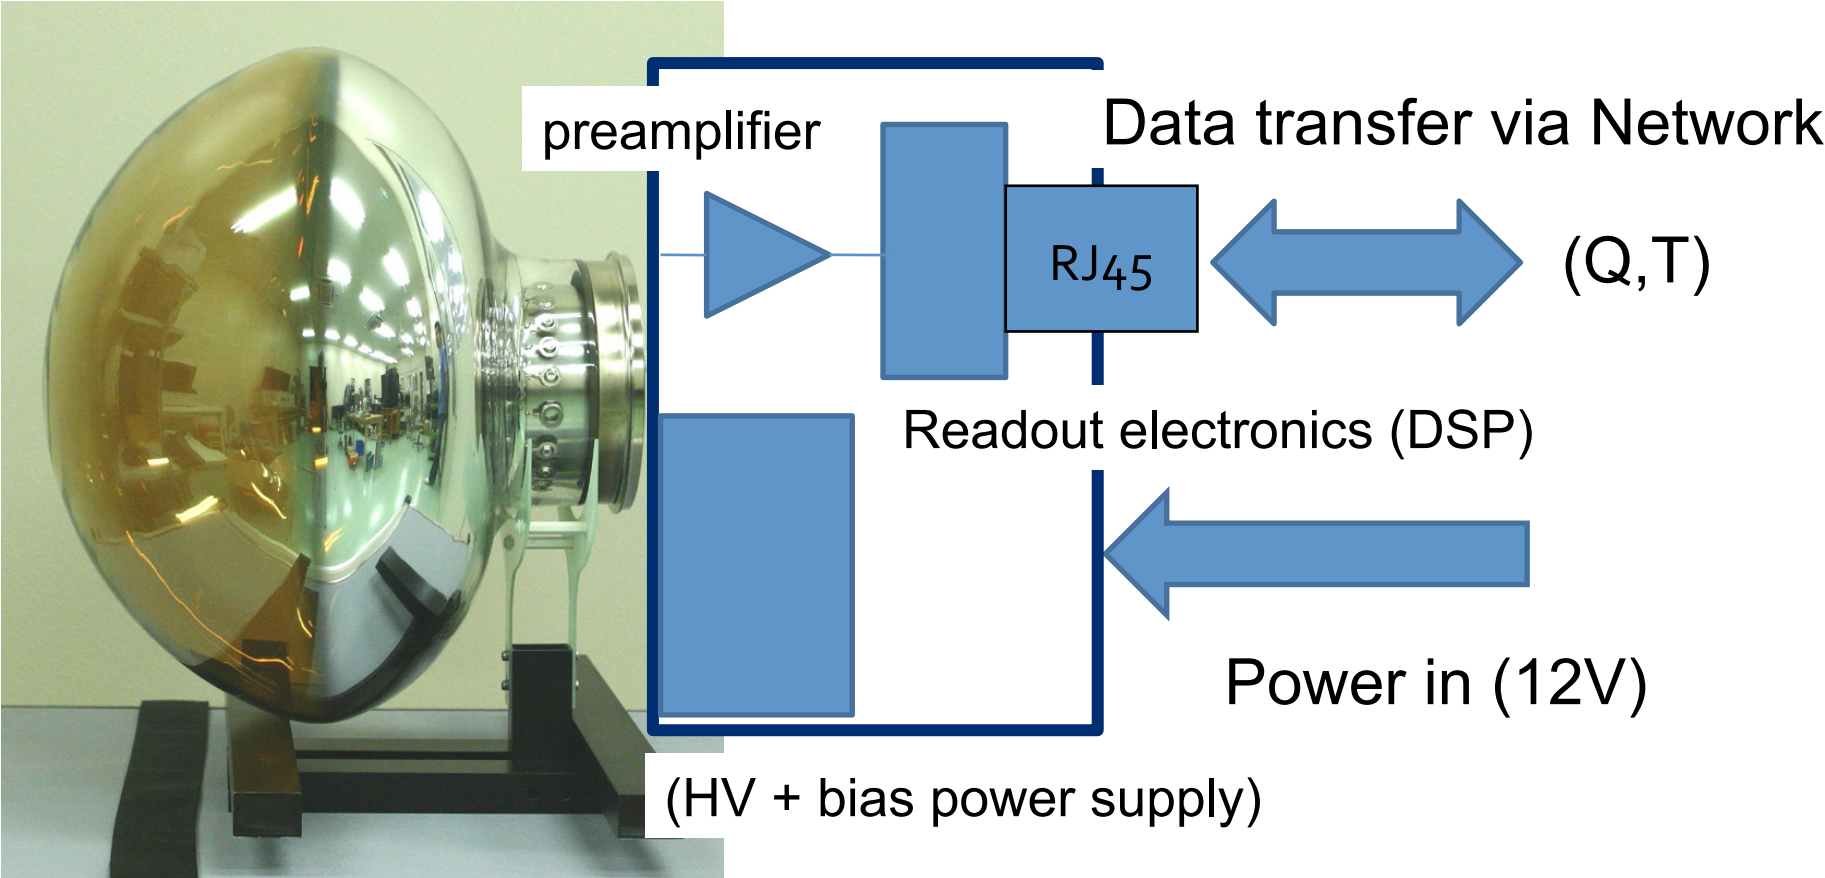 preamplifier
Data transfer via Network
RJ45
(Q,T)
Readout electronics (DSP)
Power in (12V)
(HV + bias power supply)